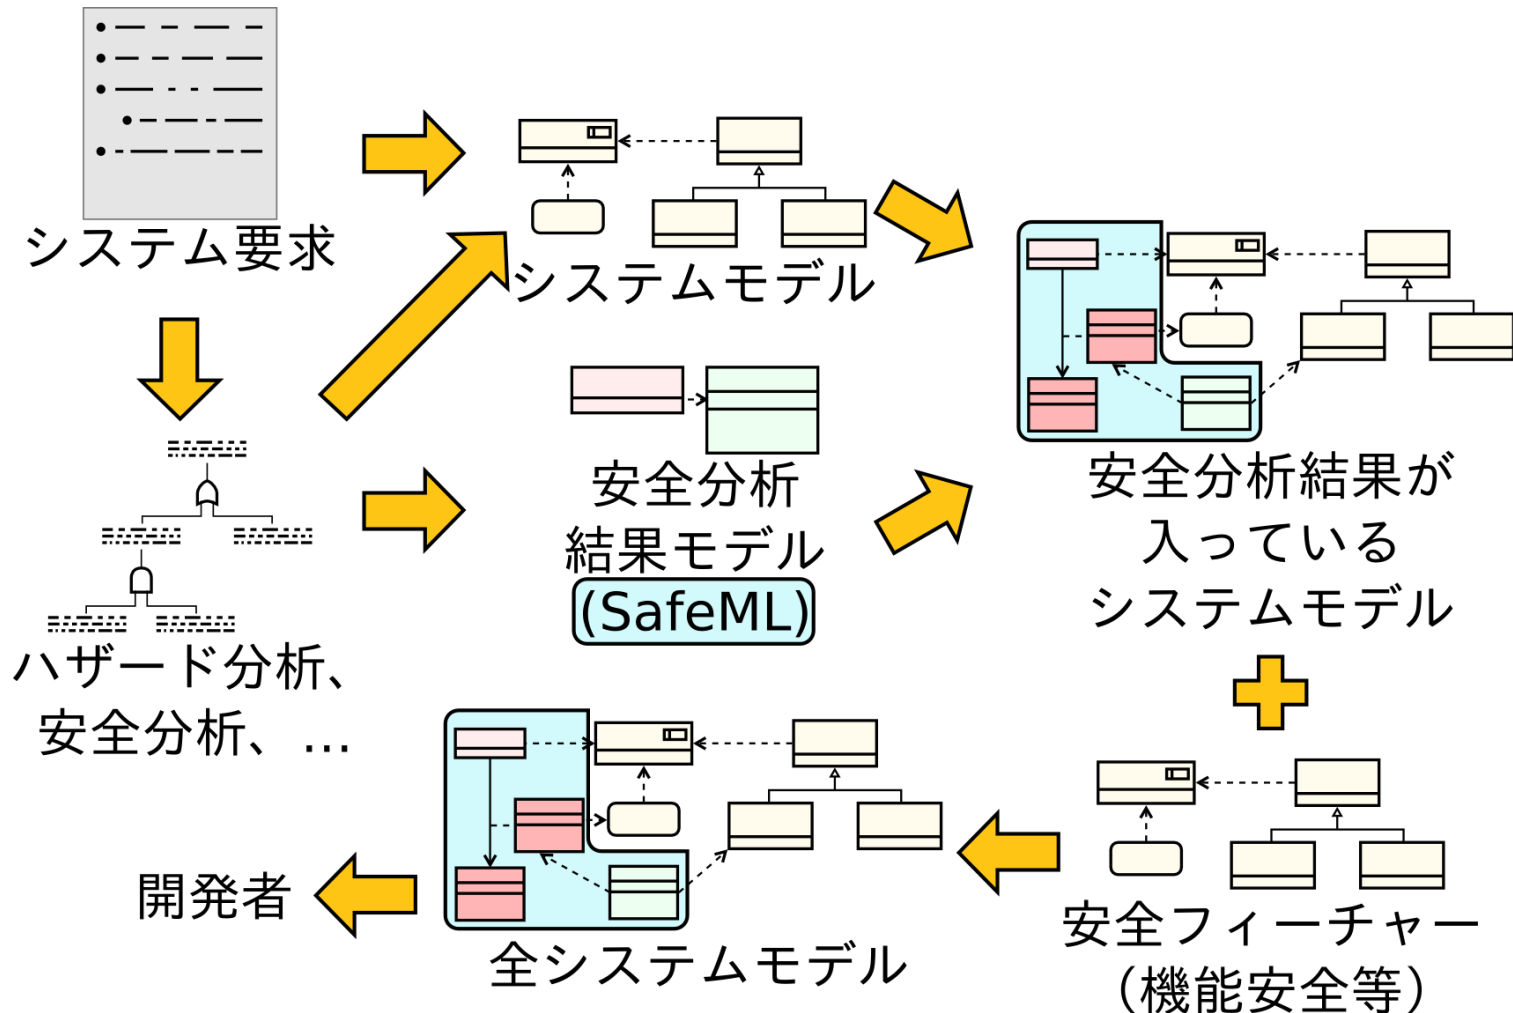 システム要求
システムモデル
安全分析
結果モデル
(SafeML)
安全分析結果が
入っている
システムモデル
ハザード分析、
安全分析、…
安全フィーチャー
（機能安全等）
全システムモデル
開発者